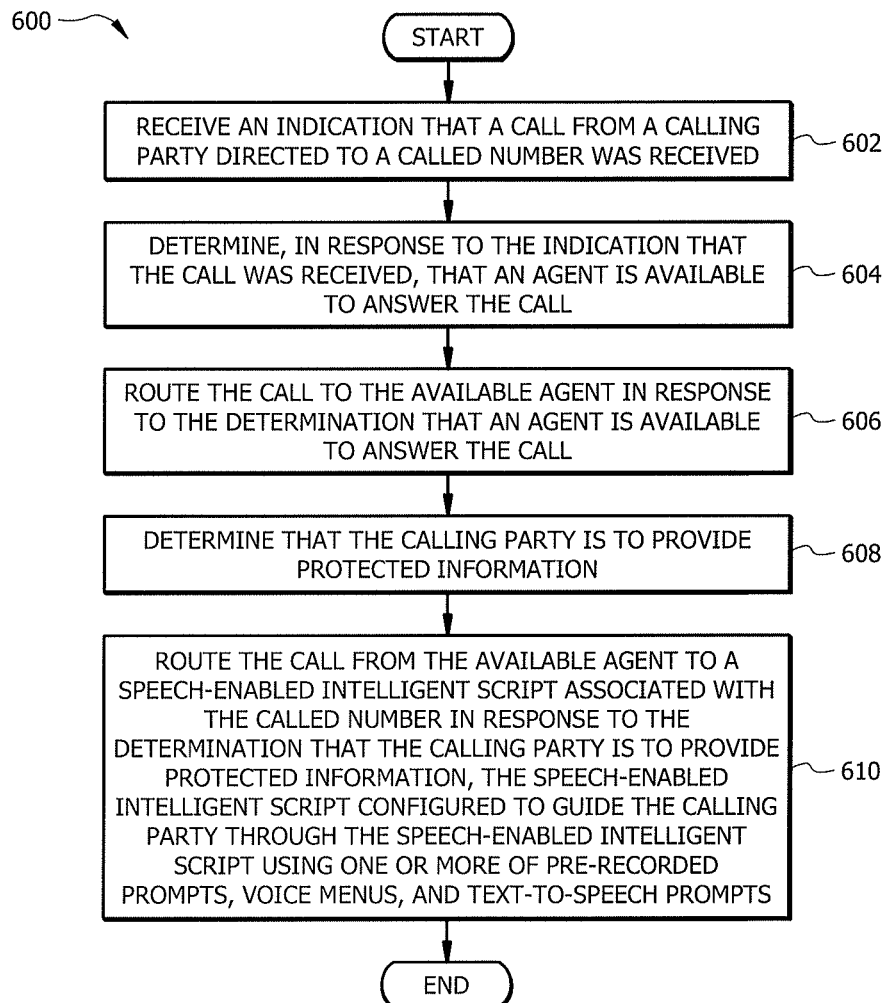 600
START
RECEIVE AN INDICATION THAT A CALL FROM A CALLING
PARTY DIRECTED TO A CALLED NUMBER WAS RECEIVED
602
DETERMINE, IN RESPONSE TO THE INDICATION THAT
THE CALL WAS RECEIVED, THAT AN AGENT IS AVAILABLE
TO ANSWER THE CALL
604
ROUTE THE CALL TO THE AVAILABLE AGENT IN RESPONSE
TO THE DETERMINATION THAT AN AGENT IS AVAILABLE
TO ANSWER THE CALL
606
DETERMINE THAT THE CALLING PARTY IS TO PROVIDE
PROTECTED INFORMATION
608
ROUTE THE CALL FROM THE AVAILABLE AGENT TO A
SPEECH-ENABLED INTELLIGENT SCRIPT ASSOCIATED WITH
THE CALLED NUMBER IN RESPONSE TO THE
DETERMINATION THAT THE CALLING PARTY IS TO PROVIDE
PROTECTED INFORMATION, THE SPEECH-ENABLED
INTELLIGENT SCRIPT CONFIGURED TO GUIDE THE CALLING
PARTY THROUGH THE SPEECH-ENABLED INTELLIGENT
SCRIPT USING ONE OR MORE OF PRE-RECORDED
PROMPTS, VOICE MENUS, AND TEXT-TO-SPEECH PROMPTS
610
END